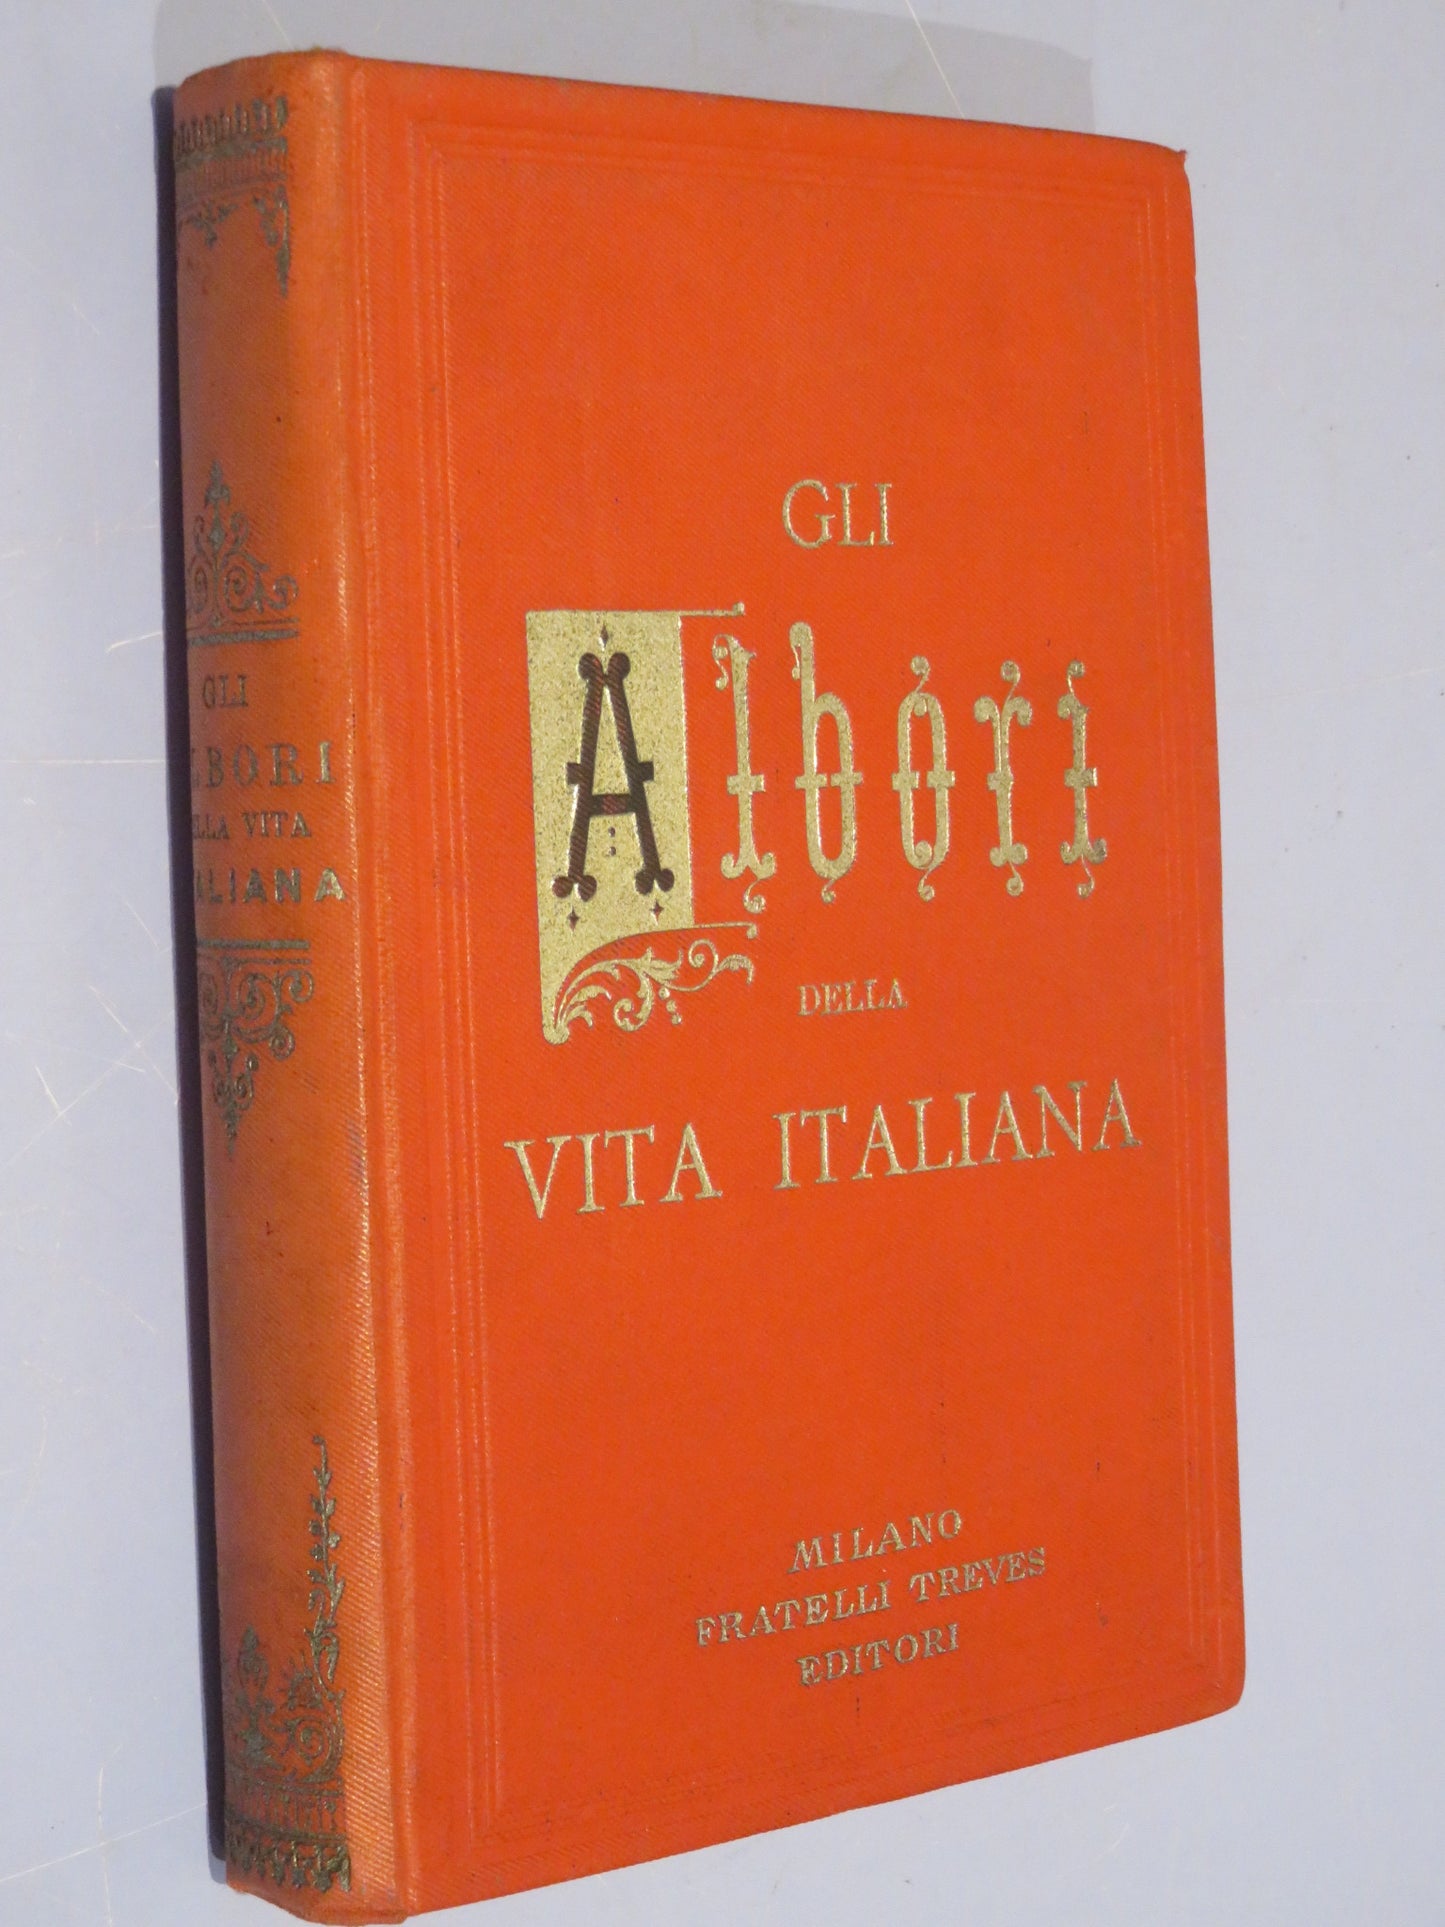 GLI
Albori
DELLA
VITA ITALIANA
MILANO
FRATELLI TREVES
EDITORI
GLI
LBORI
LLA VITA
ALIANA